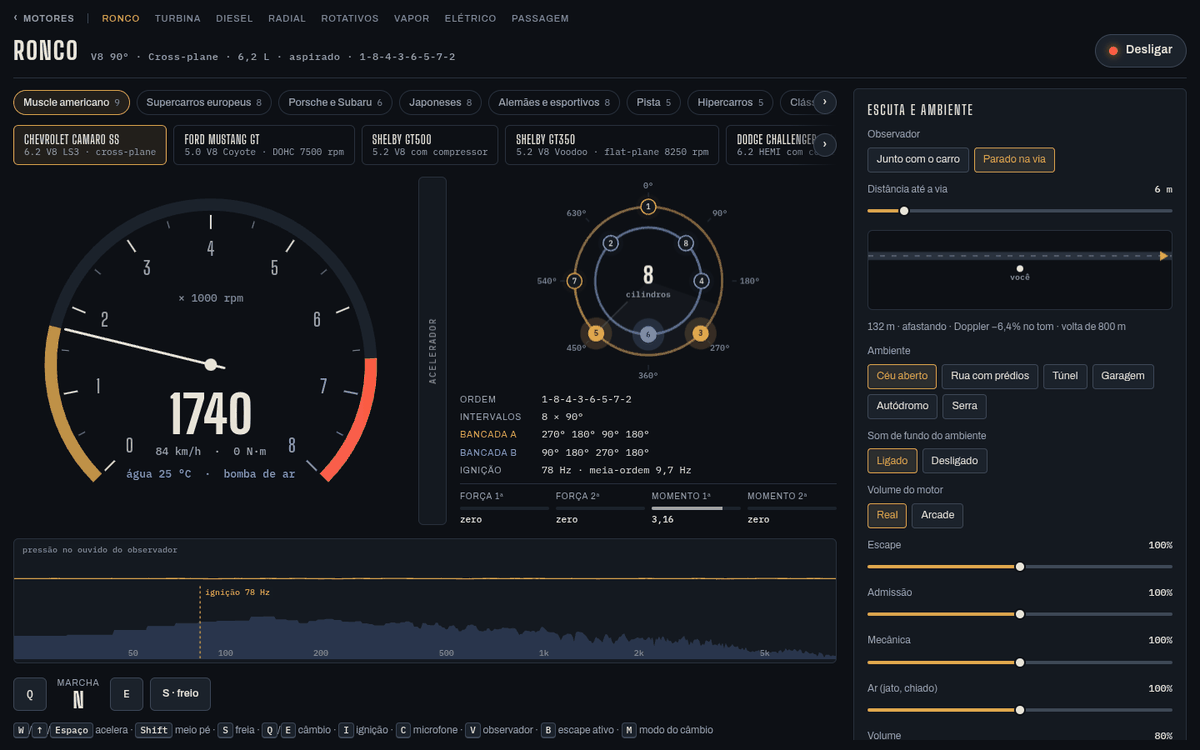 ‹ MOTORES RONCO TURBINA DIESEL RADIAL ROTATIVOS VAPOR ELÉTRICO PASSAGEM
RONCO V8 90° · Cross-plane · 6,2 L · aspirado · 1-8-4-3-6-5-7-2
Desligar
Muscle americano 9 Supercarros europeus 8 Porsche e Subaru 6 Japoneses 8 Alemães e esportivos 8 Pista 5 Hipercarros 5 Cláss ›
CHEVROLET CAMARO SS
6.2 V8 LS3 · cross-plane
FORD MUSTANG GT
5.0 V8 Coyote · DOHC 7500 rpm
SHELBY GT500
5.2 V8 com compressor
SHELBY GT350
5.2 V8 Voodoo · flat-plane 8250 rpm
DODGE CHALLENGER
6.2 HEMI com
›
0 1 2 3 4 5 6 7 8
× 1000 rpm
1740
84 km/h · 0 N·m
água 25 °C · bomba de ar
ACELERADOR
0°
90°
180°
270°
360°
450°
540°
630°
1
8
4
3
6
5
7
2
8
cilindros
ORDEM 1-8-4-3-6-5-7-2
INTERVALOS 8 × 90°
BANCADA A 270° 180° 90° 180°
BANCADA B 90° 180° 270° 180°
IGNIÇÃO 78 Hz · meia-ordem 9,7 Hz
FORÇA 1ª FORÇA 2ª MOMENTO 1ª MOMENTO 2ª
zero zero 3,16 zero
pressão no ouvido do observador
ignição 78 Hz
50 100 200 500 1k 2k 5k
Q
MARCHA
N
E
S · freio
W / ↑ / Espaço acelera · Shift meio pé · S freia · Q / E câmbio · I ignição · C microfone · V observador · B escape ativo · M modo do câmbio
ESCUTA E AMBIENTE
Observador
Junto com o carro Parado na via
Distância até a via 6 m
você
132 m · afastando · Doppler −6,4% no tom · volta de 800 m
Ambiente
Céu aberto Rua com prédios Túnel Garagem
Autódromo Serra
Som de fundo do ambiente
Ligado Desligado
Volume do motor
Real Arcade
Escape 100%
Admissão 100%
Mecânica 100%
Ar (jato, chiado) 100%
Volume 80%